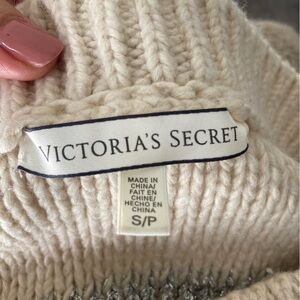 VICTORIA'S SECRET
MADE IN
CHINA/
FAIT EN
CHINE/
HECHO EN
CHINA
S/P